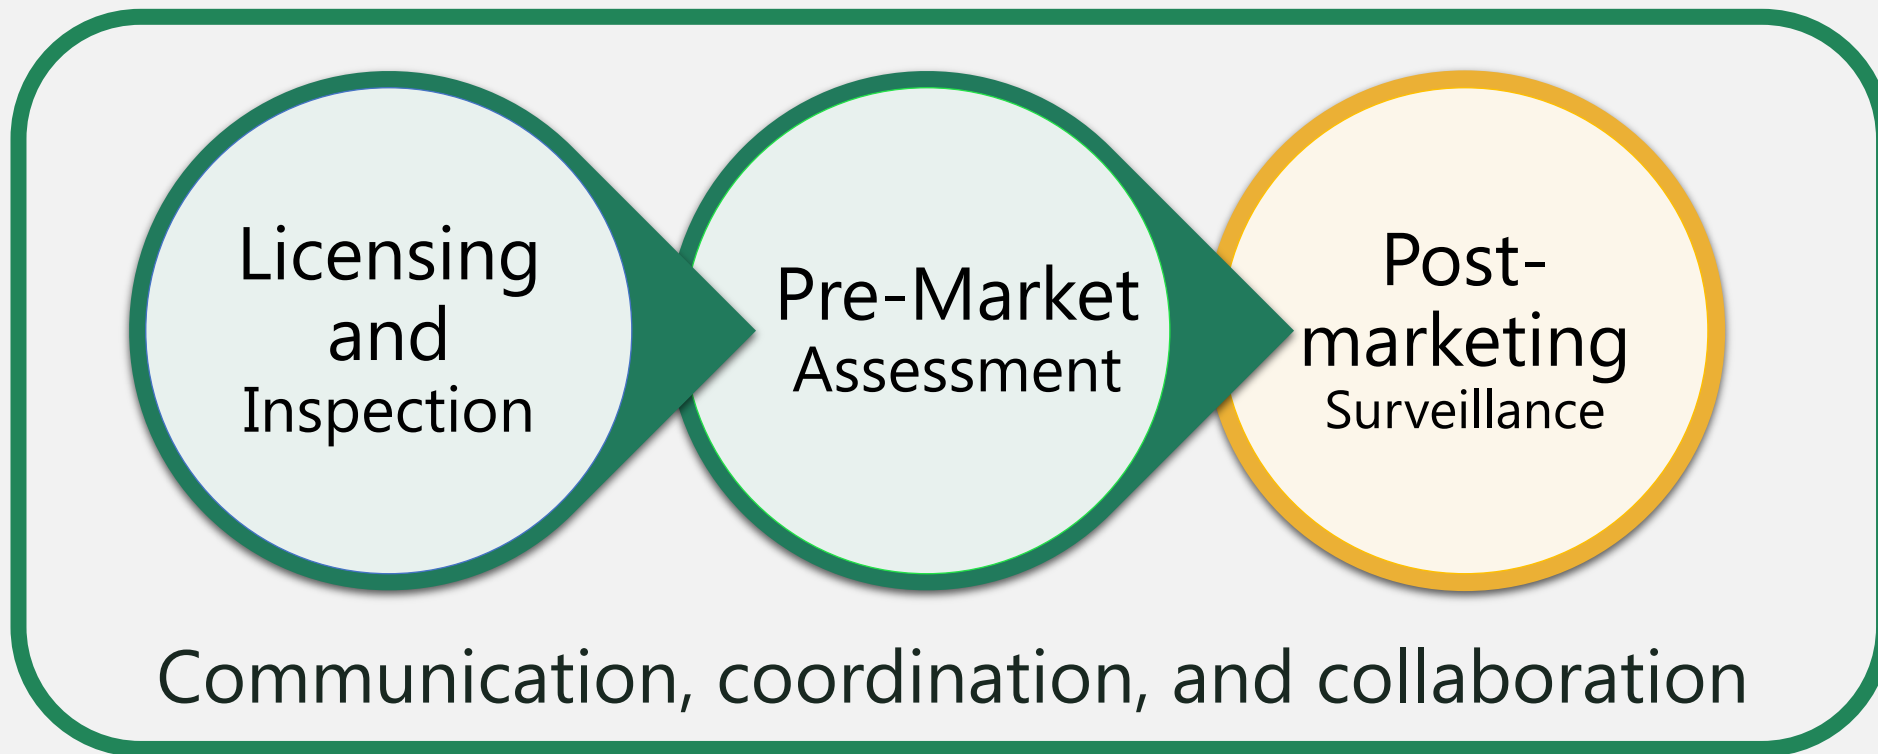 Licensing
and
Inspection
Pre-Market
Assessment
Post-
marketing
Surveillance
Communication, coordination, and collaboration